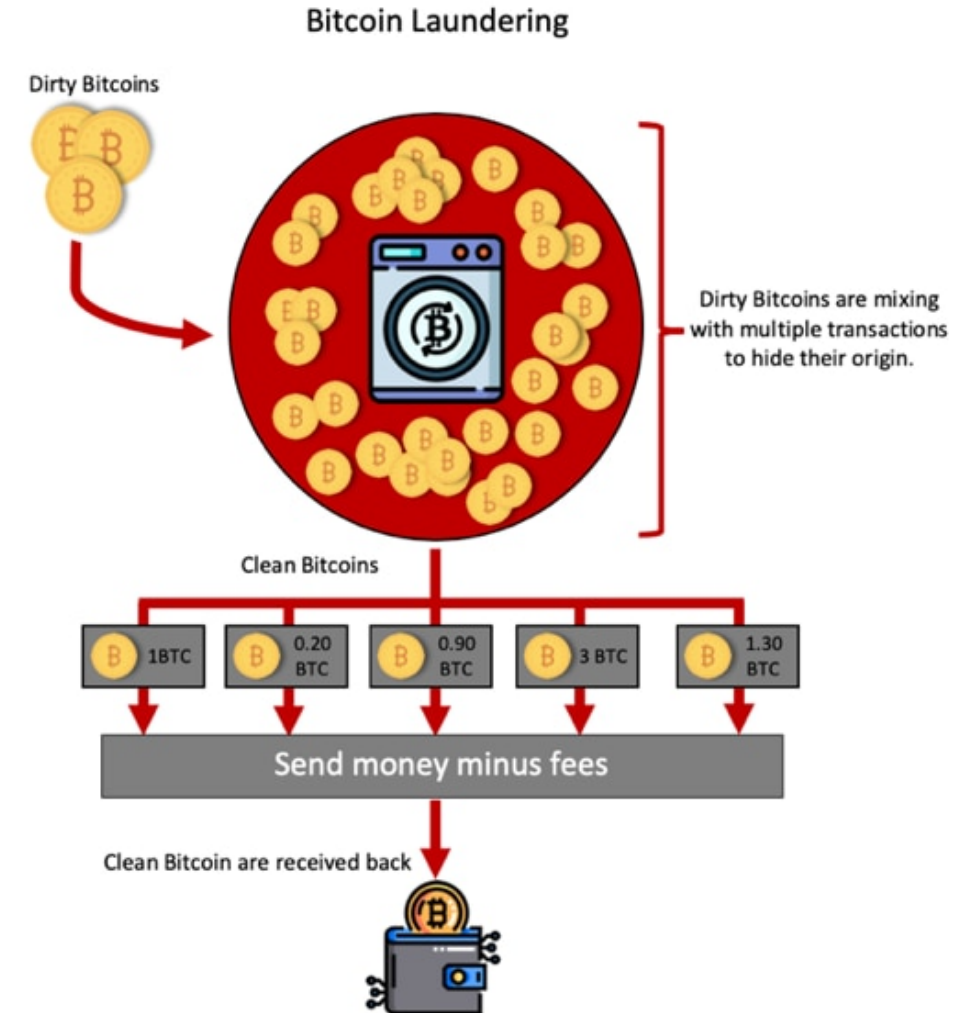 Bitcoin Laundering
Dirty Bitcoins
Dirty Bitcoins are mixing
with multiple transactions
to hide their origin.
Clean Bitcoins
1BTC
0.20
BTC
0.90
BTC
3 BTC
1.30
BTC
Send money minus fees
Clean Bitcoin are received back